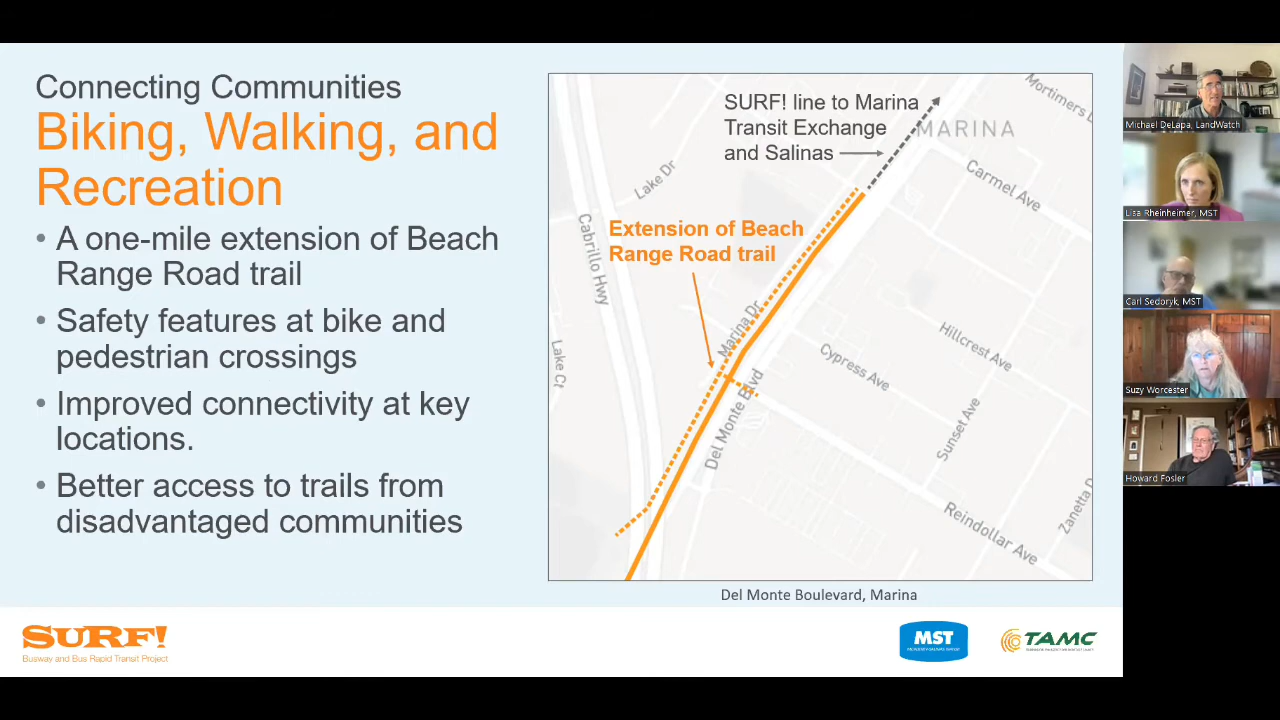 Connecting Communities
Biking, Walking, and
Recreation
• A one-mile extension of Beach
Range Road trail
• Safety features at bike and
pedestrian crossings
• Improved connectivity at key
locations.
• Better access to trails from
disadvantaged communities
SURF! line to Marina
Transit Exchange
and Salinas
MARINA
Mortimers
Carmel Ave
Lake Dr
Cabrillo Hwy
Extension of Beach
Range Road trail
Marina Dr
Lake Ct
Del Monte Blvd
Cypress Ave
Hillcrest Ave
Sunset Ave
Reindollar Ave
Zanetta D
Del Monte Boulevard, Marina
SURF!
Busway and Bus Rapid Transit Project
MST
TAMC
Michael DeLapa, LandWatch
Lisa Rheinheimer, MST
Carl Sedoryk, MST
Suzy Worcester
Howard Fosler